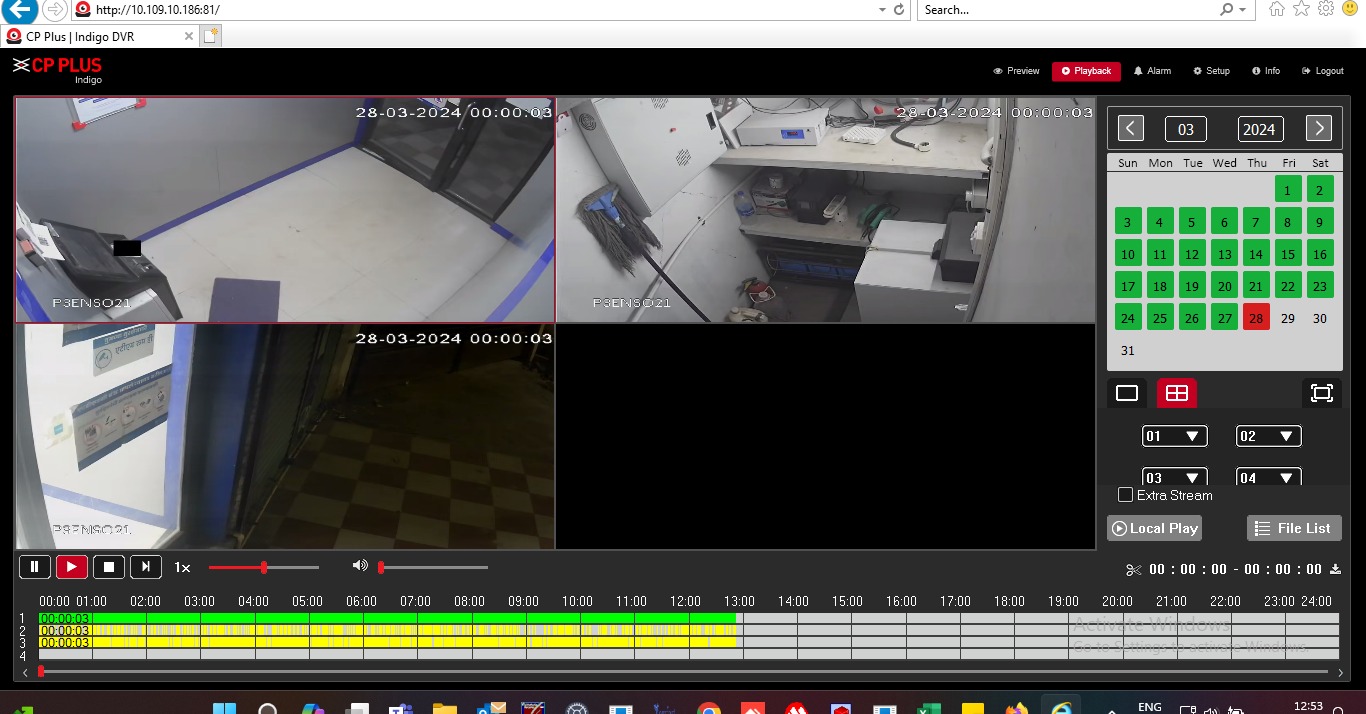 http://10.109.10.186:81/
Search...
CP Plus | Indigo DVR
CP PLUS
Indigo
Preview
Playback
Alarm
Setup
Info
Logout
28-03-2024 00:00:03
28-03-2024 00:00:03
P3ENSO21
P3ENSO21
28-03-2024 00:00:03
P3ENSO21
03 2024
Sun Mon Tue Wed Thu Fri Sat
1 2
3 4 5 6 7 8 9
10 11 12 13 14 15 16
17 18 19 20 21 22 23
24 25 26 27 28 29 30
31
01 02
03 04
Extra Stream
Local Play File List
1x
00 : 00 : 00 - 00 : 00 : 00
00:00 01:00 02:00 03:00 04:00 05:00 06:00 07:00 08:00 09:00 10:00 11:00 12:00 13:00 14:00 15:00 16:00 17:00 18:00 19:00 20:00 21:00 22:00 23:00 24:00
1 00:00:03
2 00:00:03
3 00:00:03
4
Activate Windows
Go to Settings to activate Windows.
ENG
12:53